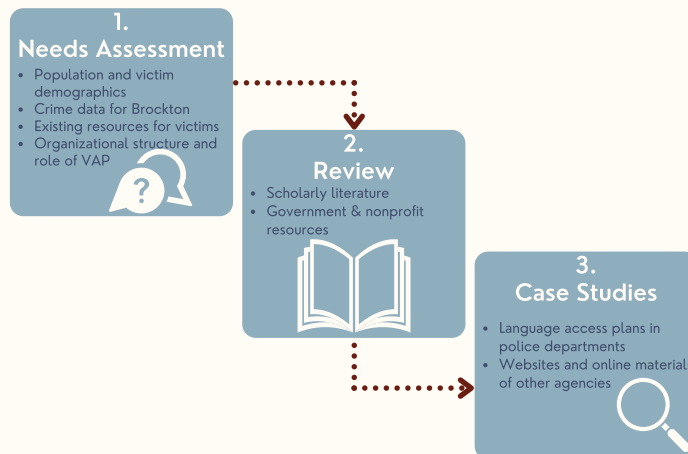 1.
Needs Assessment
• Population and victim
demographics
• Crime data for Brockton
• Existing resources for victims
• Organizational structure and
role of VAP
?
2.
Review
• Scholarly literature
• Government & nonprofit
resources
3.
Case Studies
• Language access plans in
police departments
• Websites and online material
of other agencies